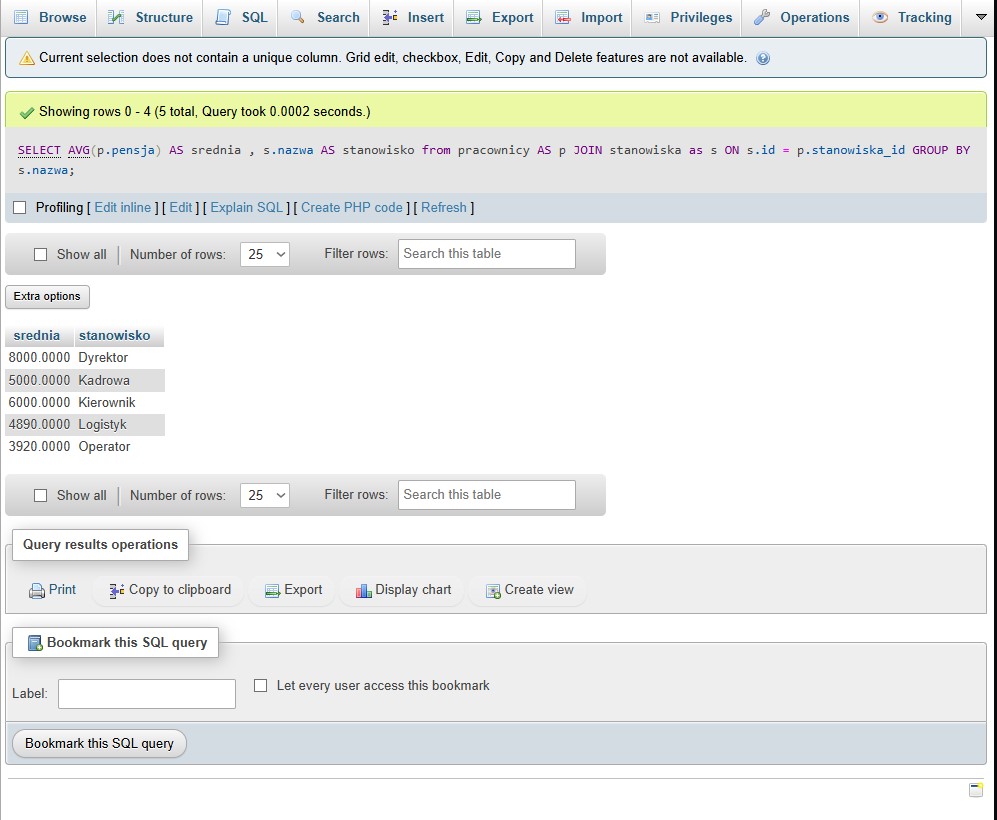 Browse Structure SQL Search Insert Export Import Privileges Operations Tracking
Current selection does not contain a unique column. Grid edit, checkbox, Edit, Copy and Delete features are not available.
Showing rows 0 - 4 (5 total, Query took 0.0002 seconds.)
SELECT AVG(p.pensja) AS srednia , s.nazwa AS stanowisko from pracownicy AS p JOIN stanowiska as s ON s.id = p.stanowiska_id GROUP BY
s.nazwa;
Profiling [ Edit inline ] [ Edit ] [ Explain SQL ] [ Create PHP code ] [ Refresh ]
Show all Number of rows: 25 Filter rows: Search this table
Extra options
srednia stanowisko
8000.0000 Dyrektor
5000.0000 Kadrowa
6000.0000 Kierownik
4890.0000 Logistyk
3920.0000 Operator
Show all Number of rows: 25 Filter rows: Search this table
Query results operations
Print Copy to clipboard Export Display chart Create view
Bookmark this SQL query
Label: Let every user access this bookmark
Bookmark this SQL query